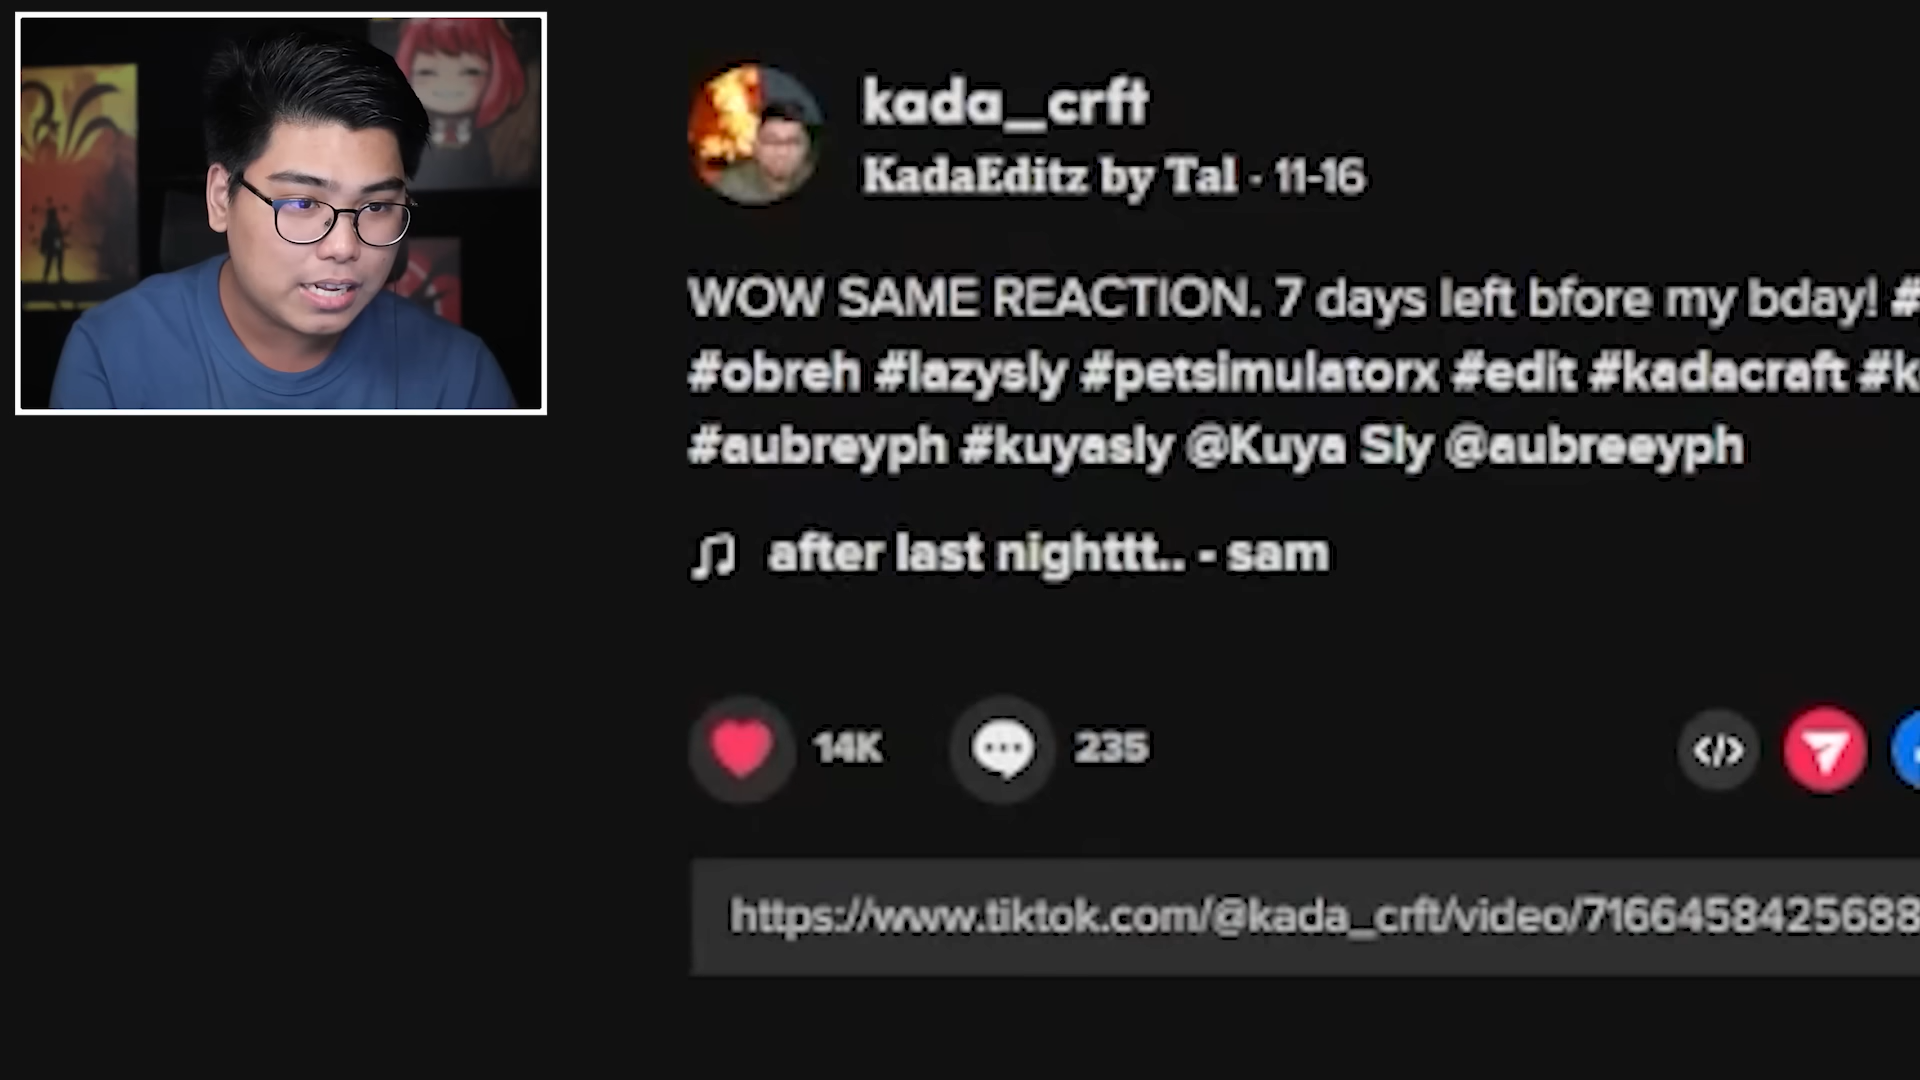 kada_crft
KadaEditz by Tal · 11-16
WOW SAME REACTION. 7 days left bfore my bday! #
#obreh #lazysly #petsimulatorx #edit #kadacraft #k
#aubreyph #kuyasly @Kuya Sly @aubreeyph
after last nighttt.. - sam
14K
235
https://www.tiktok.com/@kada_crft/video/7166458425688